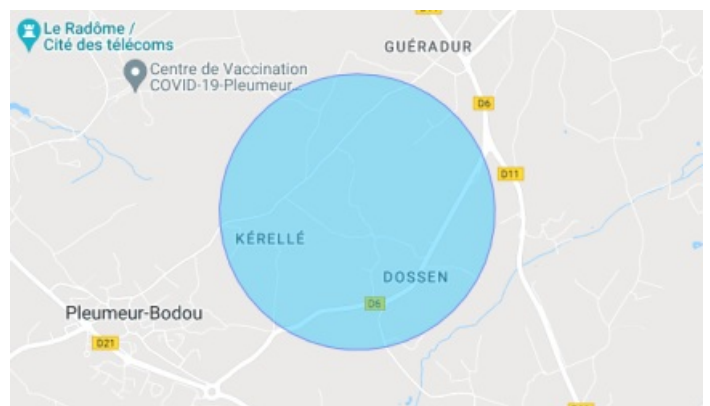 Le Radôme /
Cité des télécoms
GUÉRADUR
Centre de Vaccination
COVID-19-Pleumeur...
D6
D11
KÉRELLÉ
DOSSEN
D6
Pleumeur-Bodou
D21